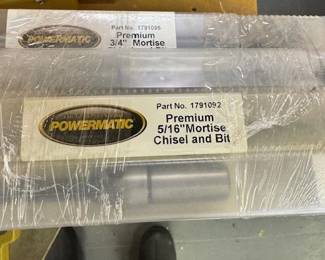 Part No. 1791095
Premium
3/4" Mortise
POWERMATIC
Part No. 1791092
Premium
5/16"Mortise
Chisel and Bit
POWERMATIC